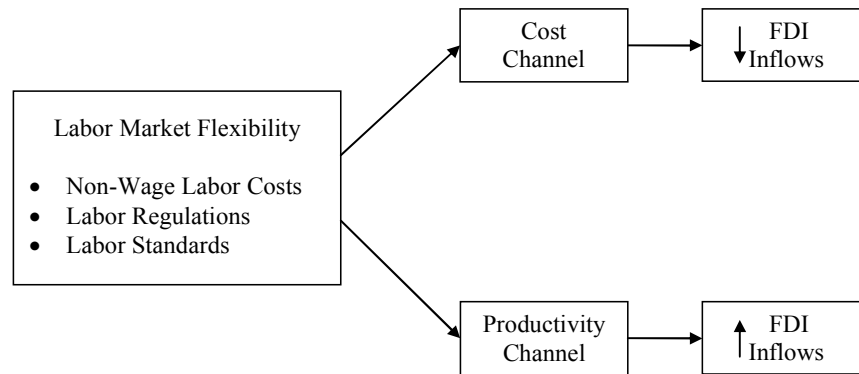 Labor Market Flexibility
• Non-Wage Labor Costs
• Labor Regulations
• Labor Standards
Cost
Channel
FDI
Inflows
Productivity
Channel
FDI
Inflows